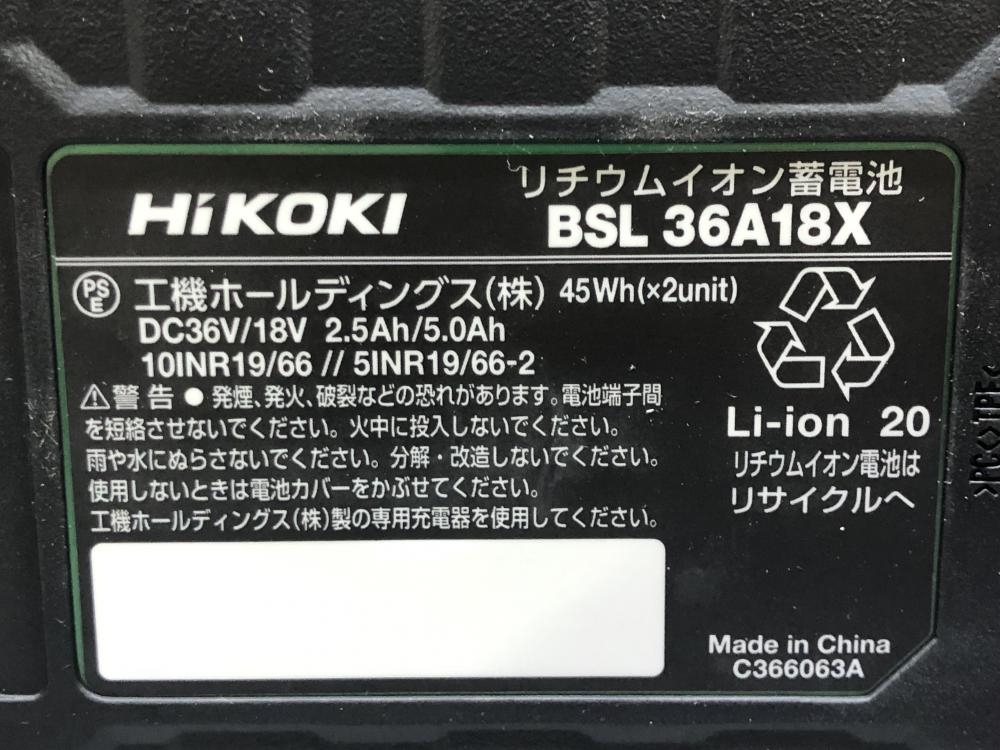 HiKOKI
リチウムイオン蓄電池
BSL 36A18X
PS
E
工機ホールディングス(株) 45Wh(×2unit)
DC36V/18V 2.5Ah/5.0Ah
10INR19/66 // 5INR19/66-2
警告 ● 発煙、発火、破裂などの恐れがあります。電池端子間
を短絡させないでください。火中に投入しないでください。
雨や水にぬらさないでください。分解・改造しないでください。
使用しないときは電池カバーをかぶせてください。
工機ホールディングス(株)製の専用充電器を使用してください。
Li-ion 20
リチウムイオン電池は
リサイクルへ
Made in China
C366063A